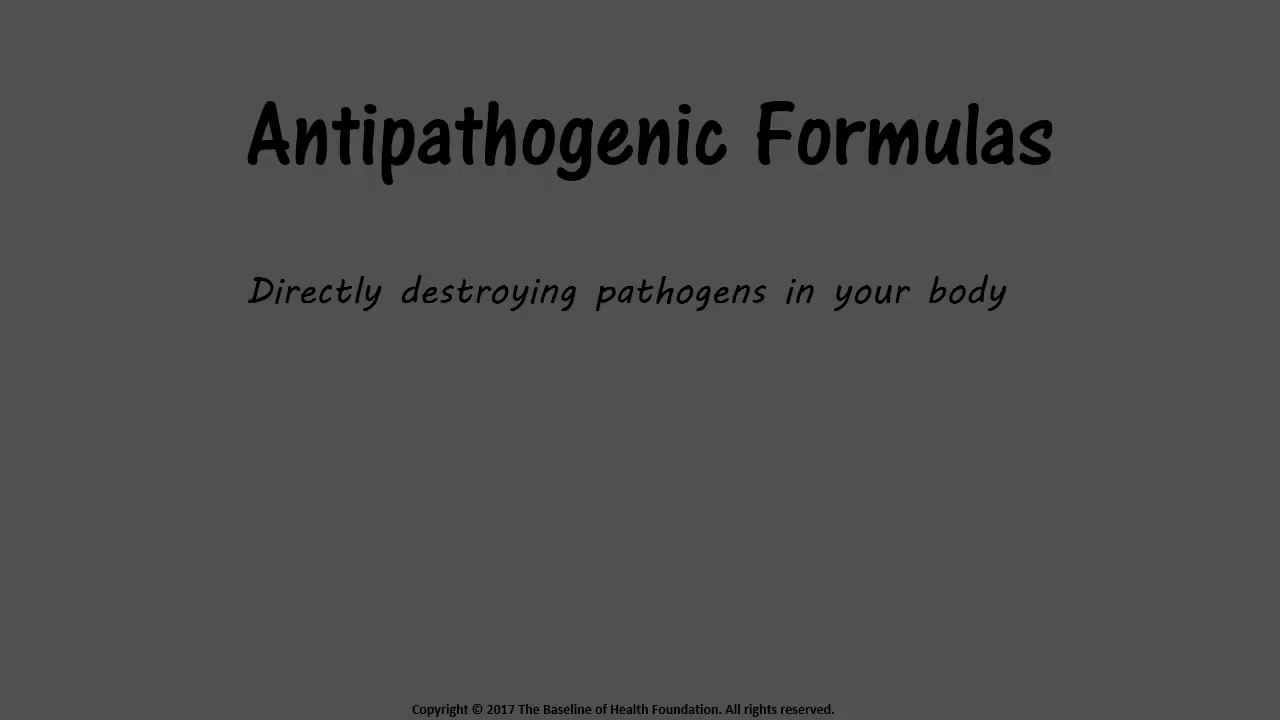 Antipathogenic Formulas
Directly destroying pathogens in your body
Copyright © 2017 The Baseline of Health Foundation. All rights reserved.